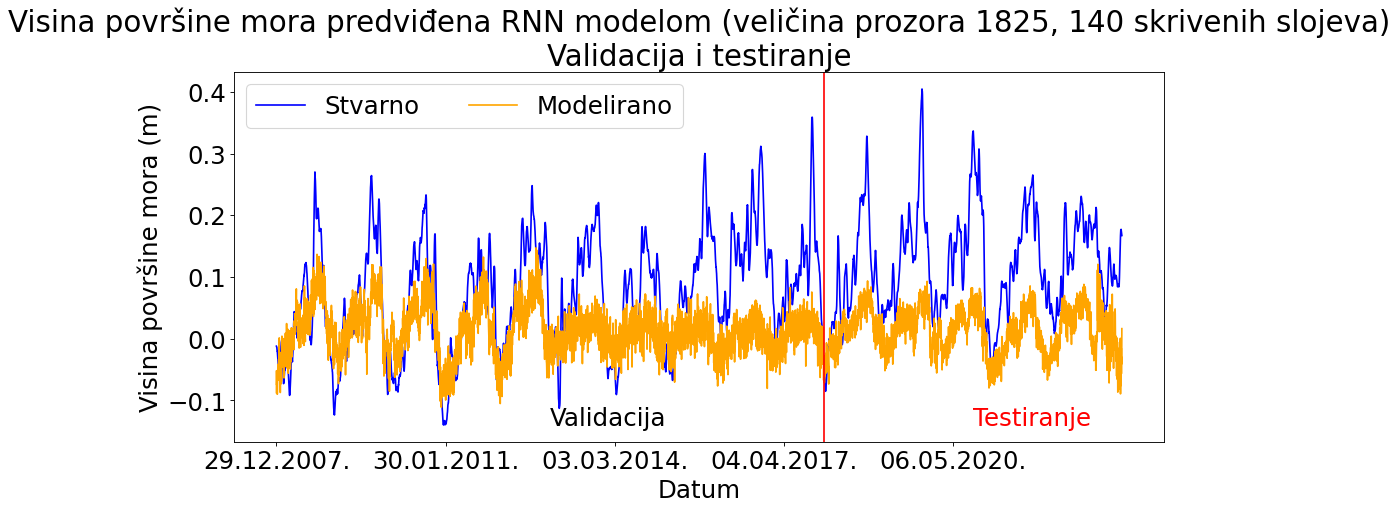 Visina površine mora predviđena RNN modelom (veličina prozora 1825, 140 skrivenih slojeva)
Validacija i testiranje
Stvarno
Modelirano
Visina površine mora (m)
0.4
0.3
0.2
0.1
0.0
−0.1
Validacija
Testiranje
29.12.2007.
30.01.2011.
03.03.2014.
04.04.2017.
06.05.2020.
Datum